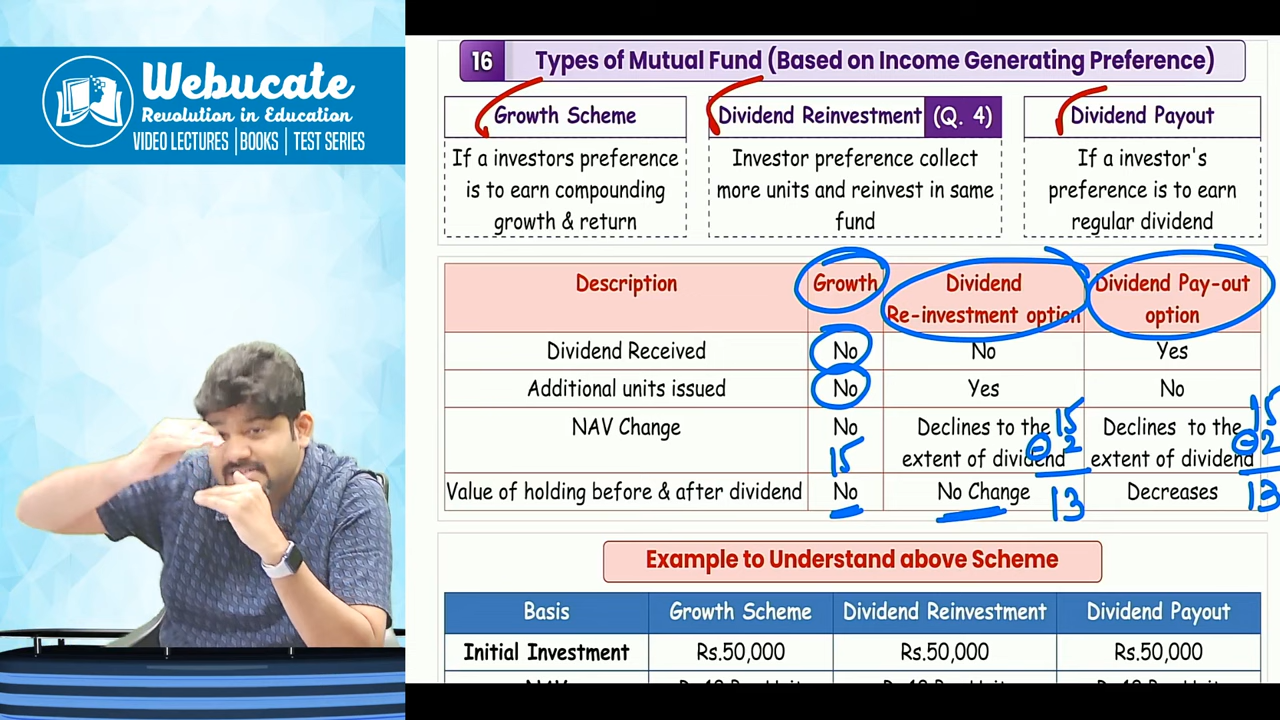 Webucate
Revolution in Education
VIDEO LECTURES | BOOKS | TEST SERIES
16 Types of Mutual Fund (Based on Income Generating Preference)
Growth Scheme
If a investors preference
is to earn compounding
growth & return
Dividend Reinvestment (Q. 4)
Investor preference collect
more units and reinvest in same
fund
Dividend Payout
If a investor's
preference is to earn
regular dividend
Description Growth Dividend Re-investment option Dividend Pay-out option
Dividend Received No No Yes
Additional units issued No Yes No
NAV Change No Declines to the extent of dividend Declines to the extent of dividend
15
15
2
13
15
2
13
Value of holding before & after dividend No No Change Decreases
Example to Understand above Scheme
Basis Growth Scheme Dividend Reinvestment Dividend Payout
Initial Investment Rs.50,000 Rs.50,000 Rs.50,000